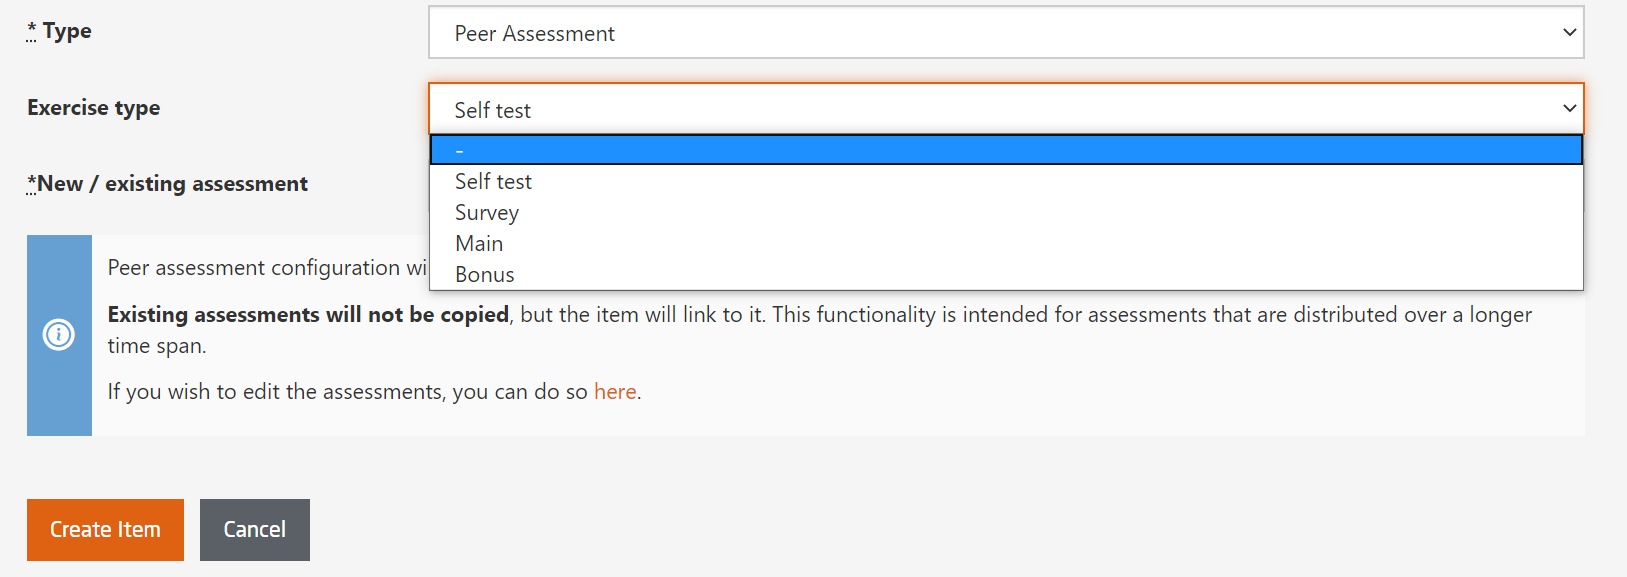 * Type
Peer Assessment
Exercise type
Self test
-
Self test
Survey
Main
Bonus
*New / existing assessment
Peer assessment configuration wi
Existing assessments will not be copied, but the item will link to it. This functionality is intended for assessments that are distributed over a longer
time span.
If you wish to edit the assessments, you can do so here.
Create Item
Cancel